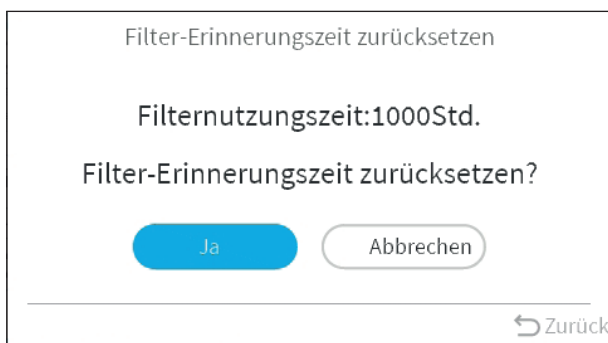 Filter-Erinnerungszeit zurücksetzen
Filternutzungszeit:1000Std.
Filter-Erinnerungszeit zurücksetzen?
Ja
Abbrechen
Zurück